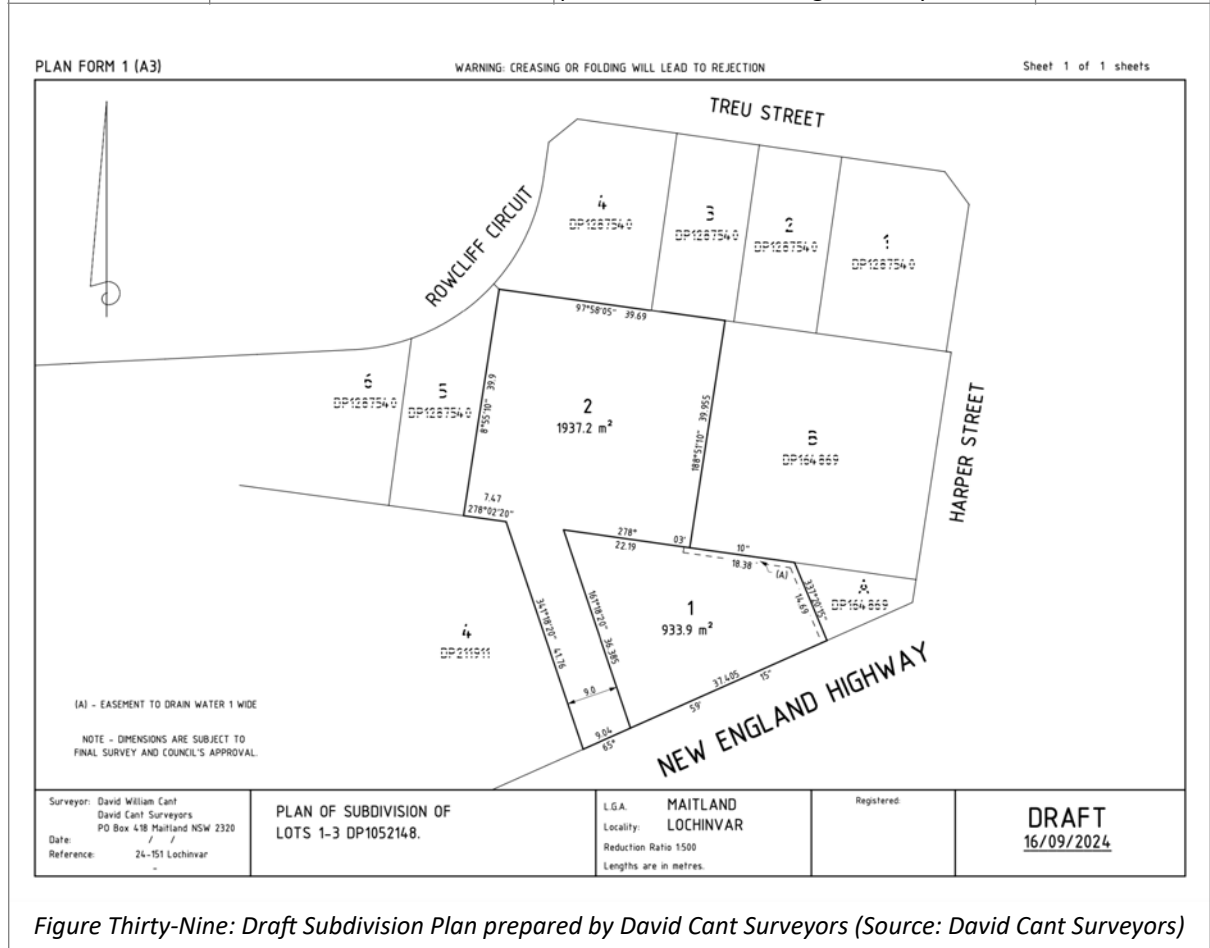 PLAN FORM 1 (A3)
WARNING: CREASING OR FOLDING WILL LEAD TO REJECTION
Sheet 1 of 1 sheets
TREU STREET
ROWCLIFF CIRCUIT
4
DP1287540
3
DP1287540
2
DP1287540
1
DP1287540
97°58'05" 39.69
6
DP1287540
5
DP1287540
8°55'10" 39.9
2
1937.2 m²
188°51'10" 39.955
B
DP164869
HARPER STREET
7.47
278°02'20"
278° 03' 10"
22.19
18.38
(A)
337°20'15"
14.69
A
DP164869
341°18'20" 41.76
161°18'20" 36.385
1
933.9 m²
4
DP211911
9.0
37.405
9.04
65° 59' 15"
NEW ENGLAND HIGHWAY
(A) - EASEMENT TO DRAIN WATER 1 WIDE
NOTE - DIMENSIONS ARE SUBJECT TO
FINAL SURVEY AND COUNCIL'S APPROVAL.
Surveyor: David William Cant
David Cant Surveyors
PO Box 418 Maitland NSW 2320
Date: / /
Reference: 24-151 Lochinvar
-
PLAN OF SUBDIVISION OF
LOTS 1-3 DP1052148.
L.G.A. MAITLAND
Locality: LOCHINVAR
Reduction Ratio 1:500
Lengths are in metres.
Registered:
DRAFT
16/09/2024
Figure Thirty-Nine: Draft Subdivision Plan prepared by David Cant Surveyors (Source: David Cant Surveyors)